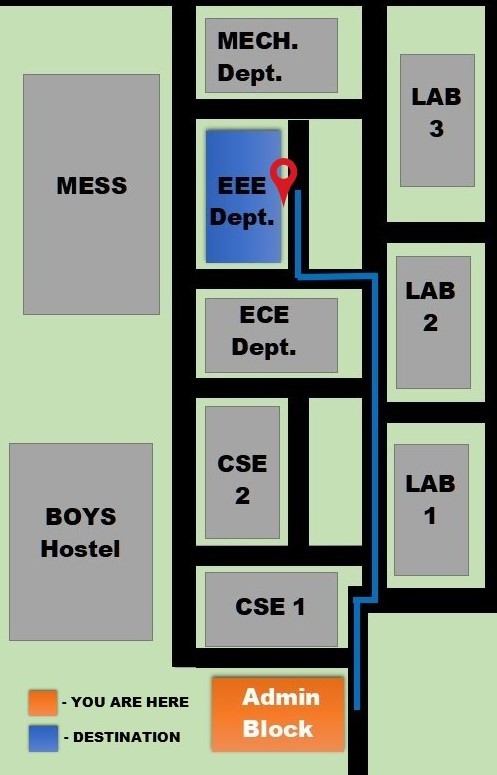 MECH.
Dept.
LAB
3
MESS
EEE
Dept.
LAB
2
ECE
Dept.
CSE
2
LAB
1
BOYS
Hostel
CSE 1
- YOU ARE HERE
- DESTINATION
Admin
Block